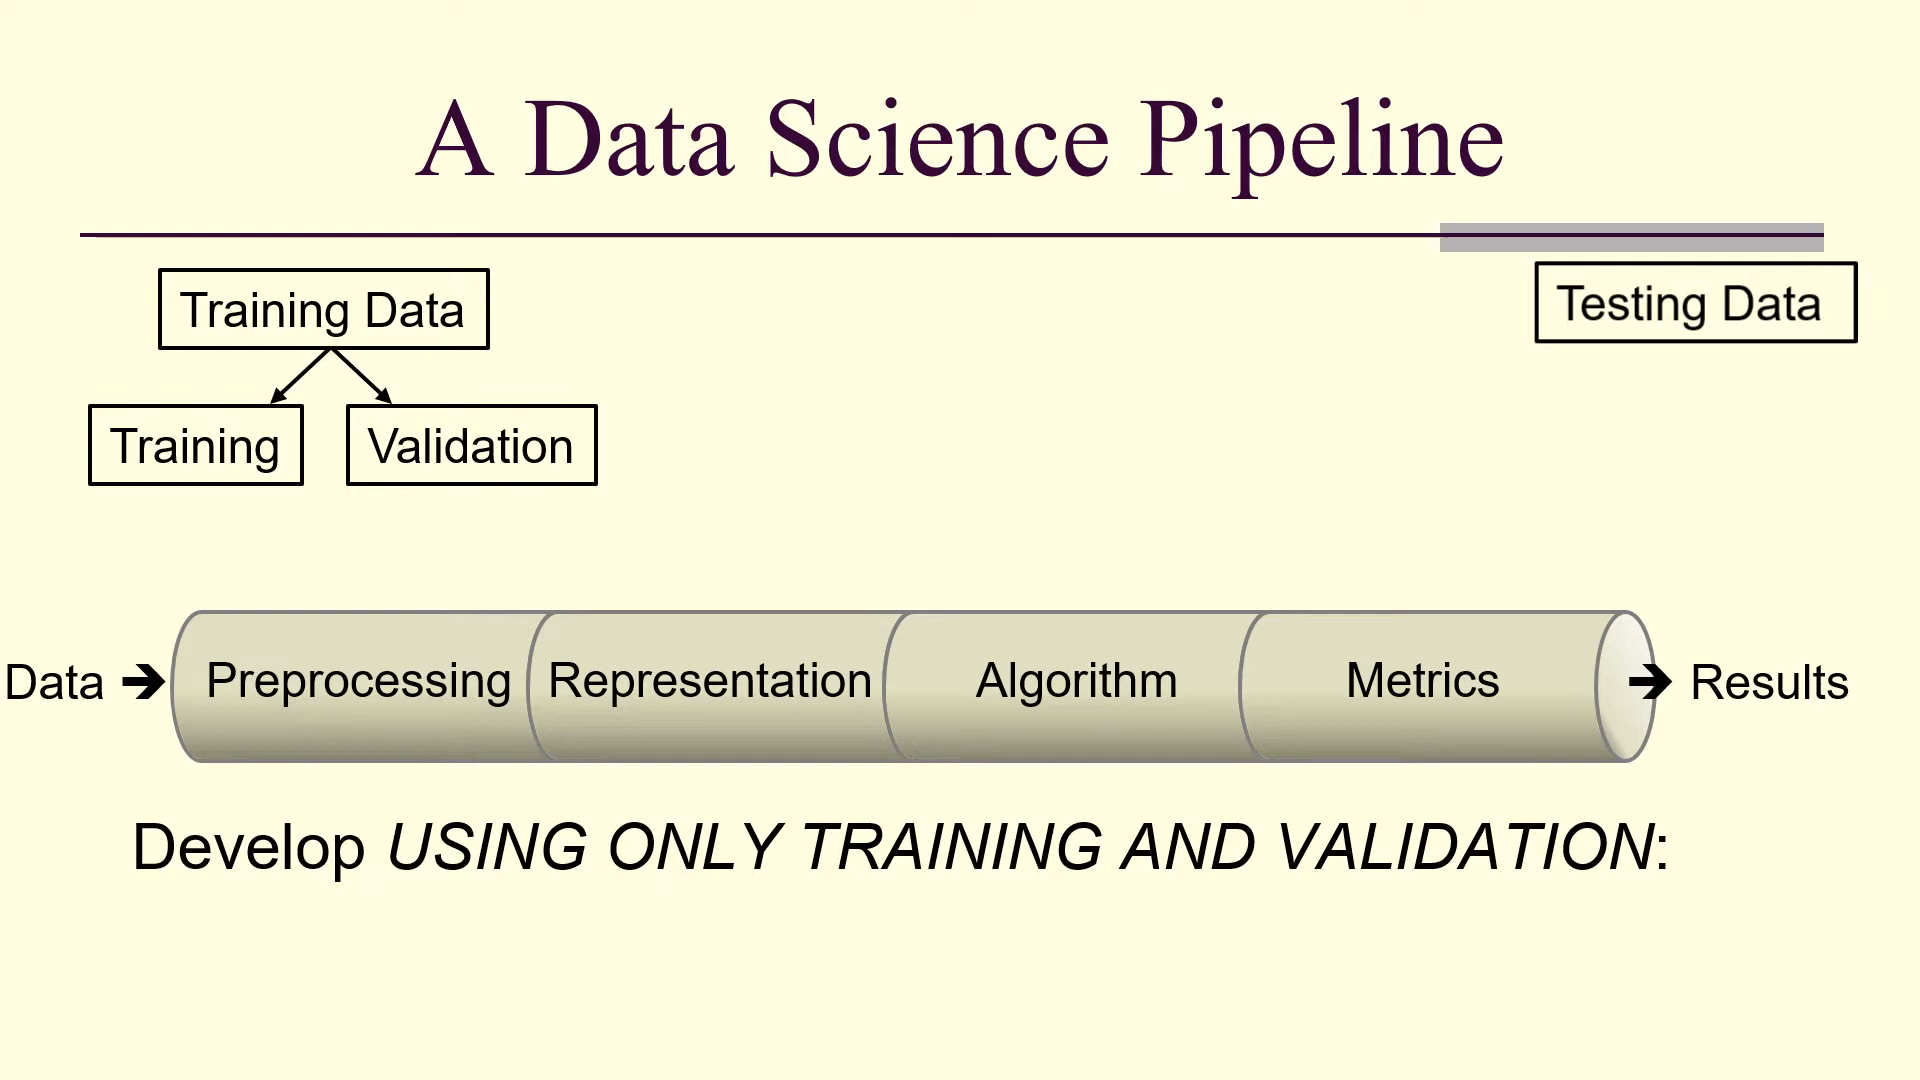 A Data Science Pipeline
Training Data
Testing Data
Training
Validation
Data ➔ Preprocessing Representation Algorithm Metrics ➔ Results
Develop USING ONLY TRAINING AND VALIDATION: